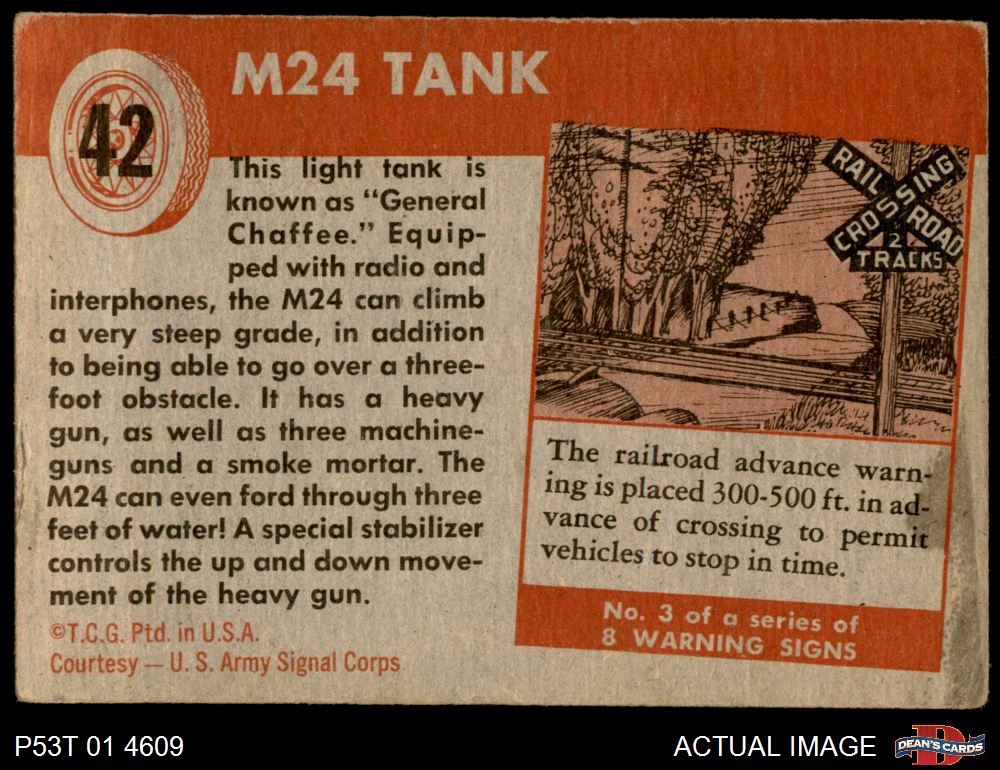 42
M24 TANK
This light tank is
known as "General
Chaffee." Equip-
ped with radio and
interphones, the M24 can climb
a very steep grade, in addition
to being able to go over a three-
foot obstacle. It has a heavy
gun, as well as three machine-
guns and a smoke mortar. The
M24 can even ford through three
feet of water! A special stabilizer
controls the up and down move-
ment of the heavy gun.
©T.C.G. Ptd. in U.S.A.
Courtesy — U. S. Army Signal Corps
RAIL ROAD
CROSSING
2
TRACKS
The railroad advance warn-
ing is placed 300-500 ft. in ad-
vance of crossing to permit
vehicles to stop in time.
No. 3 of a series of
8 WARNING SIGNS
P53T 01 4609
ACTUAL IMAGE
D
DEAN'S CARDS